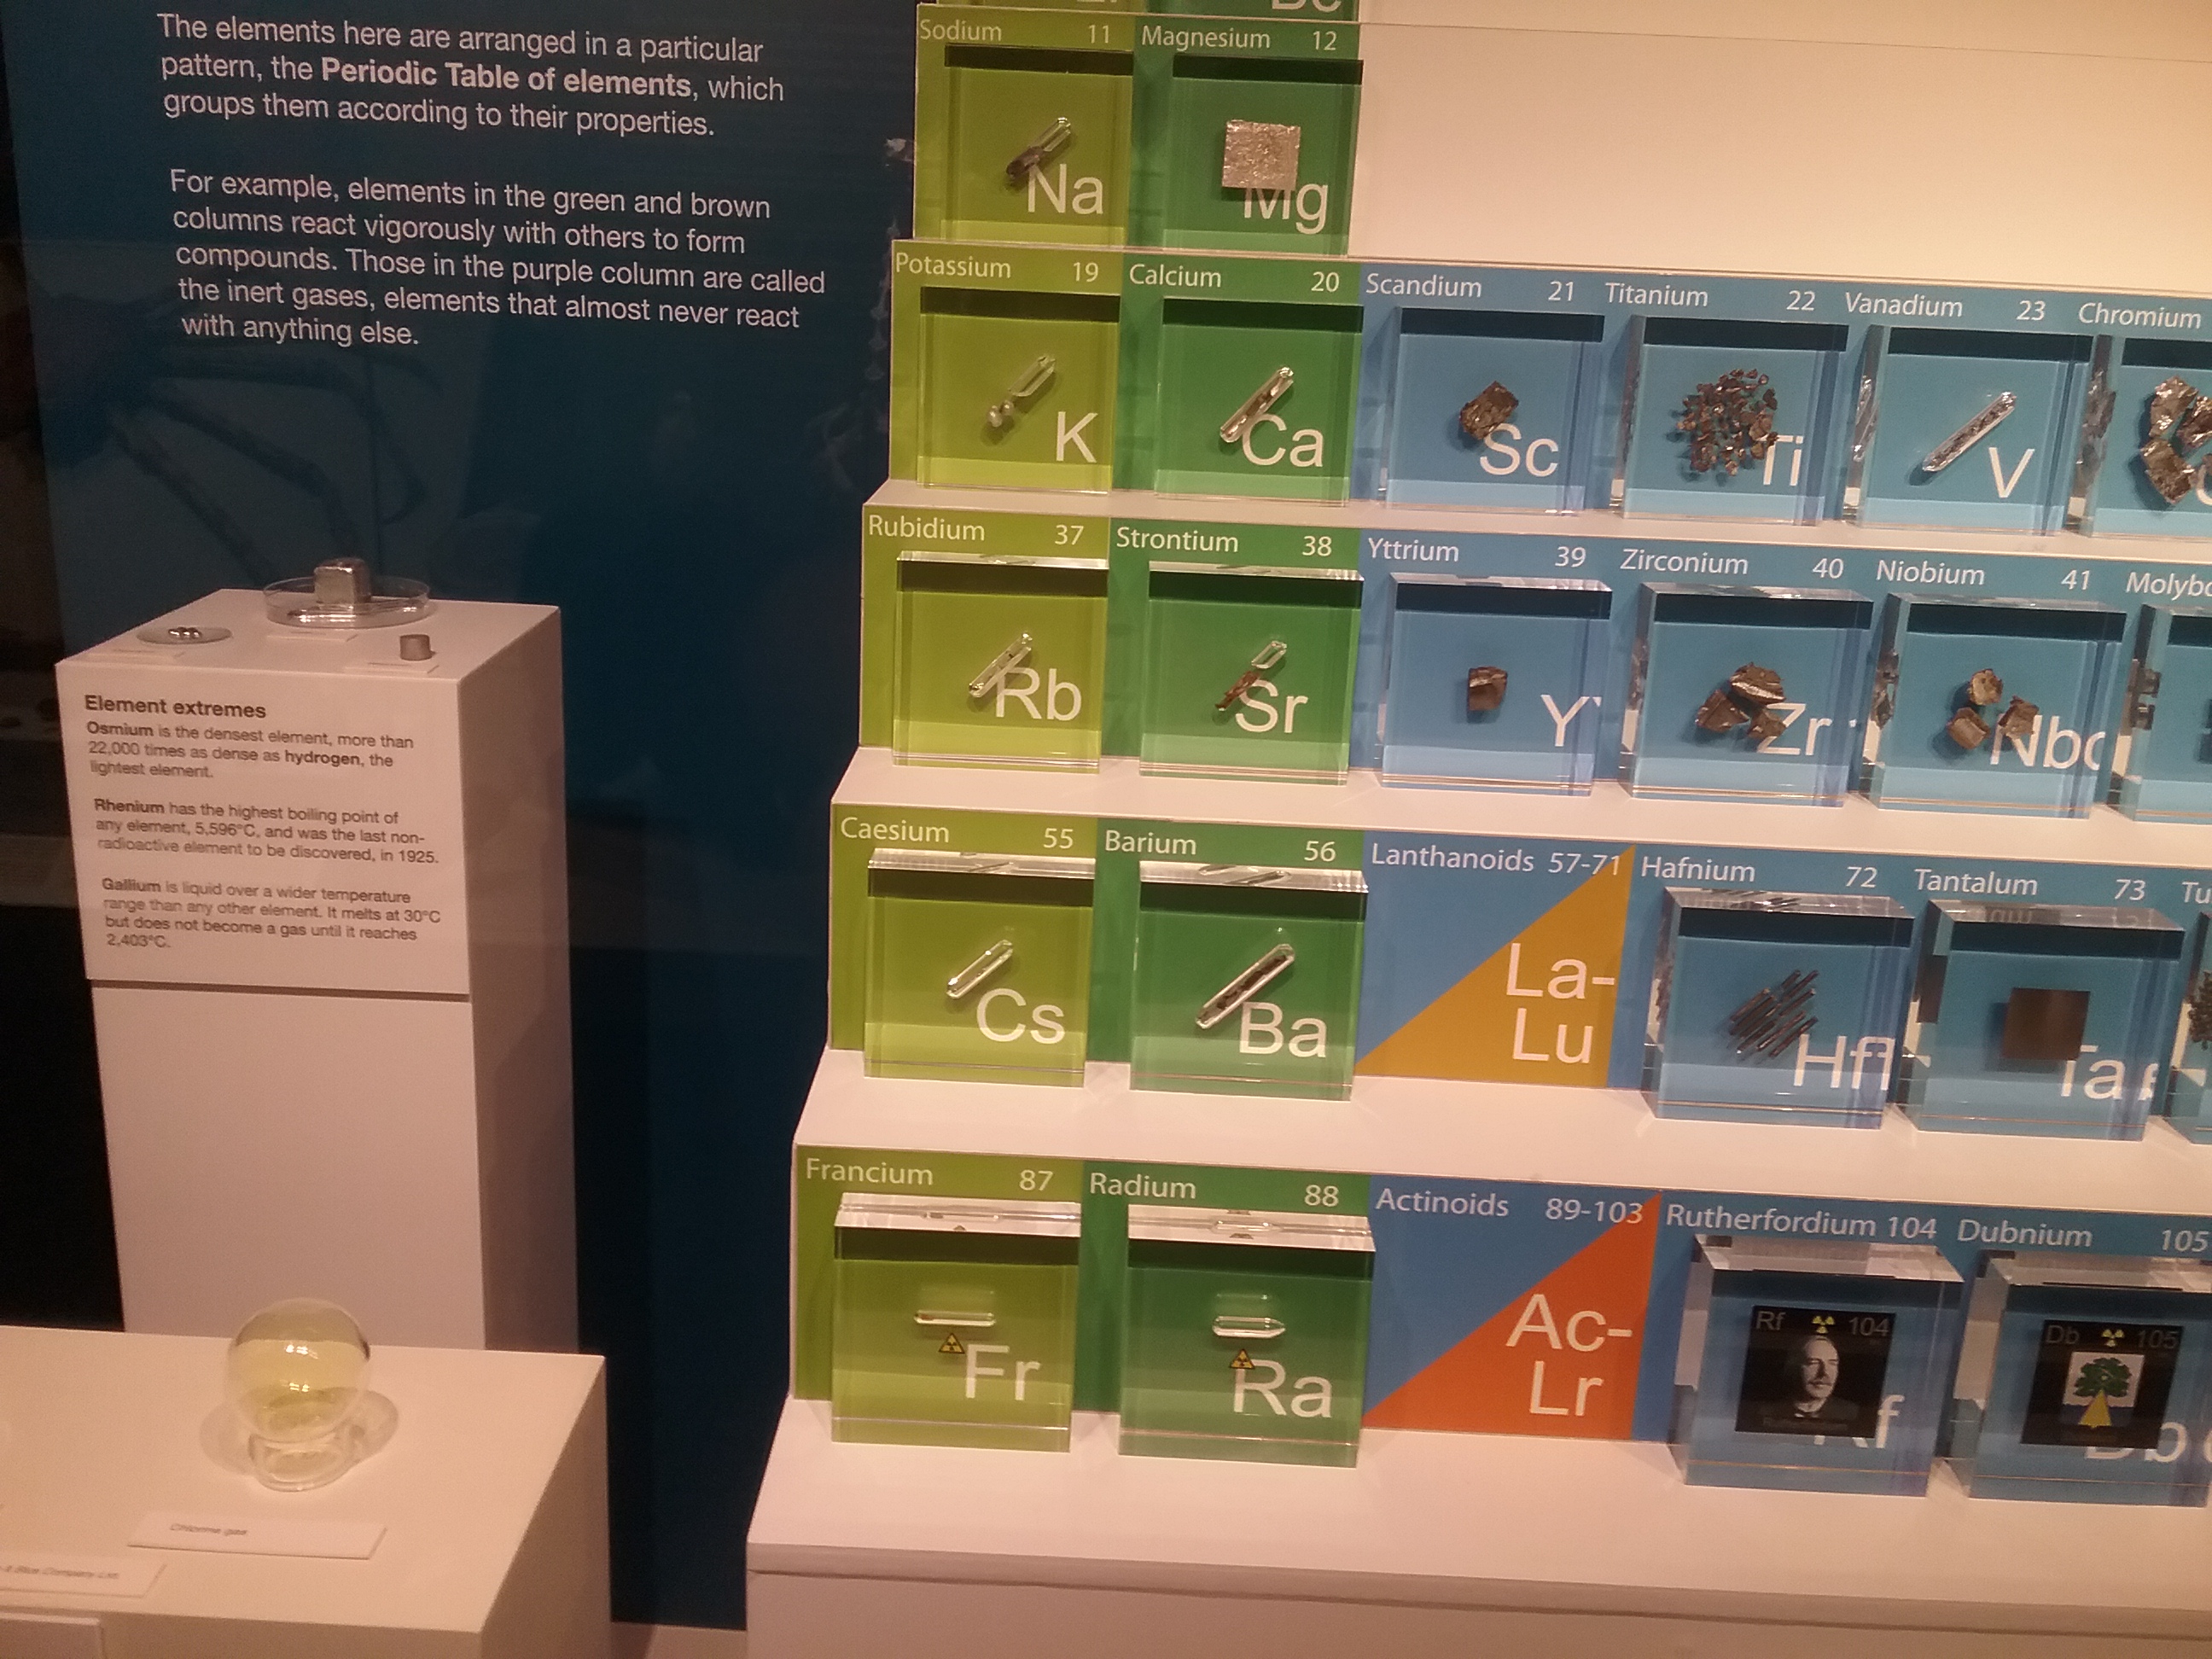 The elements here are arranged in a particular
pattern, the Periodic Table of elements, which
groups them according to their properties.
For example, elements in the green and brown
columns react vigorously with others to form
compounds. Those in the purple column are called
the inert gases, elements that almost never react
with anything else.
Element extremes
Osmium is the densest element, more than
22,000 times as dense as hydrogen, the
lightest element.
Rhenium has the highest boiling point of
any element, 5,596°C, and was the last non-
radioactive element to be discovered, in 1925.
Gallium is liquid over a wider temperature
range than any other element. It melts at 30°C
but does not become a gas until it reaches
2,403°C.
Chlorine gas
Be
Sodium 11 Magnesium 12
Na Mg
Potassium 19 Calcium 20 Scandium 21 Titanium 22 Vanadium 23 Chromium
K Ca Sc Ti V
Rubidium 37 Strontium 38 Yttrium 39 Zirconium 40 Niobium 41
Rb Sr Y Zr Nb
Caesium 55 Barium 56 Lanthanoids 57-71 Hafnium 72 Tantalum 73
Cs Ba La- Hf Ta
Lu
Francium 87 Radium 88 Actinoids 89-103 Rutherfordium 104 Dubnium 105
Rf 104 Db 105
Fr Ra Ac- Rf Db
Lr